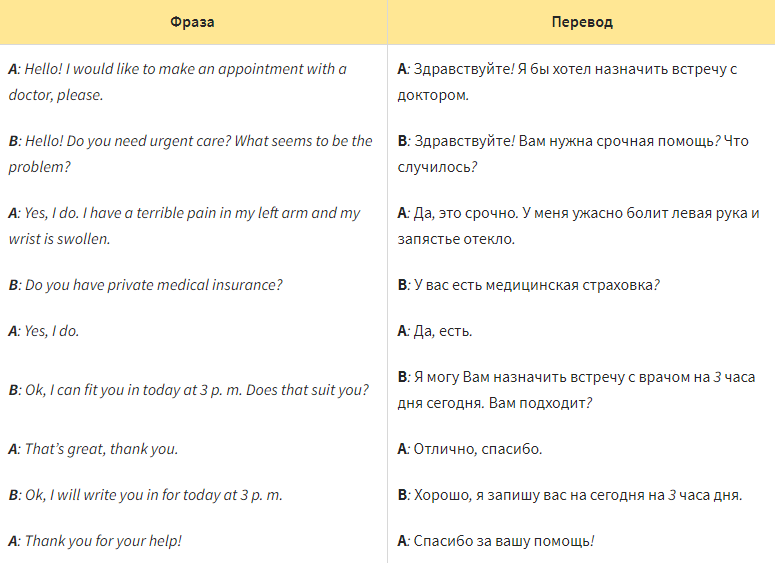 Фраза
Перевод
A: Hello! I would like to make an appointment with a
doctor, please.
A: Здравствуйте! Я бы хотел назначить встречу с
доктором.
B: Hello! Do you need urgent care? What seems to be the
problem?
B: Здравствуйте! Вам нужна срочная помощь? Что
случилось?
A: Yes, I do. I have a terrible pain in my left arm and my
wrist is swollen.
A: Да, это срочно. У меня ужасно болит левая рука и
запястье отекло.
B: Do you have private medical insurance?
B: У вас есть медицинская страховка?
A: Yes, I do.
A: Да, есть.
B: Ok, I can fit you in today at 3 p. m. Does that suit you?
B: Я могу Вам назначить встречу с врачом на 3 часа
дня сегодня. Вам подходит?
A: That’s great, thank you.
A: Отлично, спасибо.
B: Ok, I will write you in for today at 3 p. m.
B: Хорошо, я запишу вас на сегодня на 3 часа дня.
A: Thank you for your help!
A: Спасибо за вашу помощь!